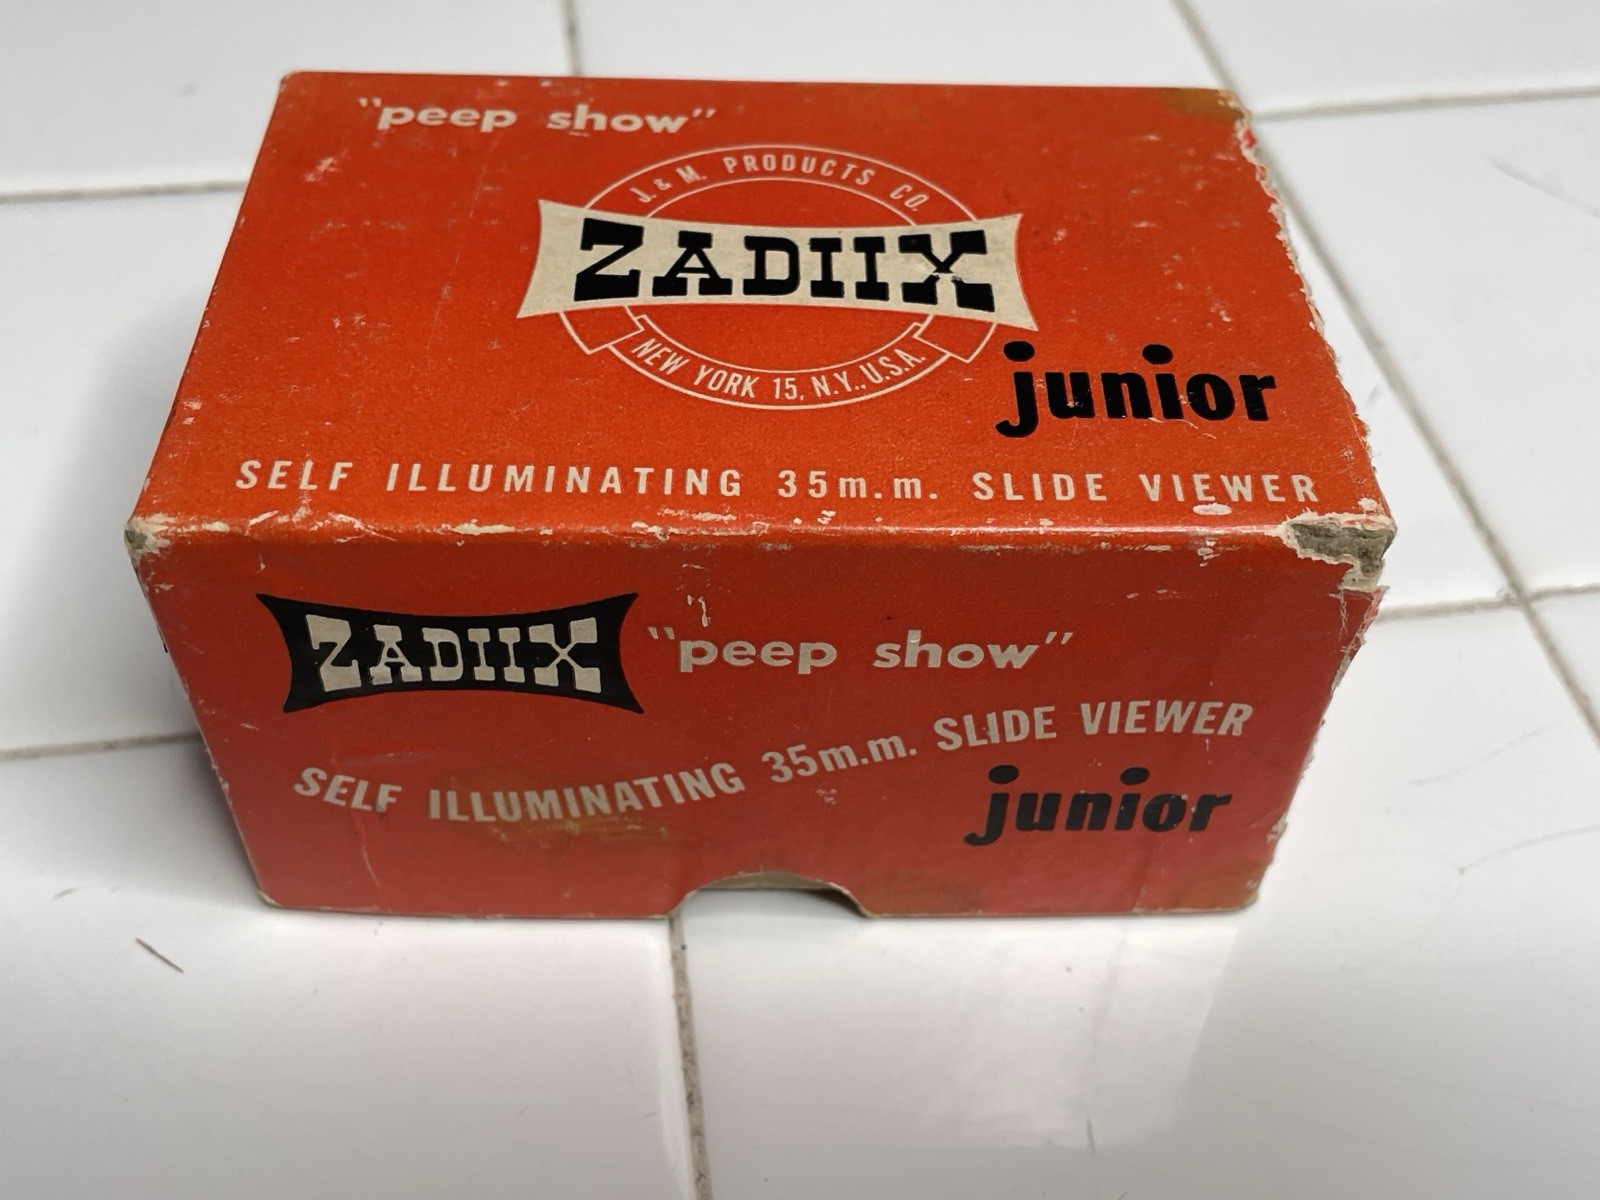 "peep show"
J. & M. PRODUCTS CO.
ZADIIX
NEW YORK 15, N.Y., U.S.A.
junior
SELF ILLUMINATING 35m.m. SLIDE VIEWER
ZADIIX "peep show"
SELF ILLUMINATING 35m.m. SLIDE VIEWER
junior